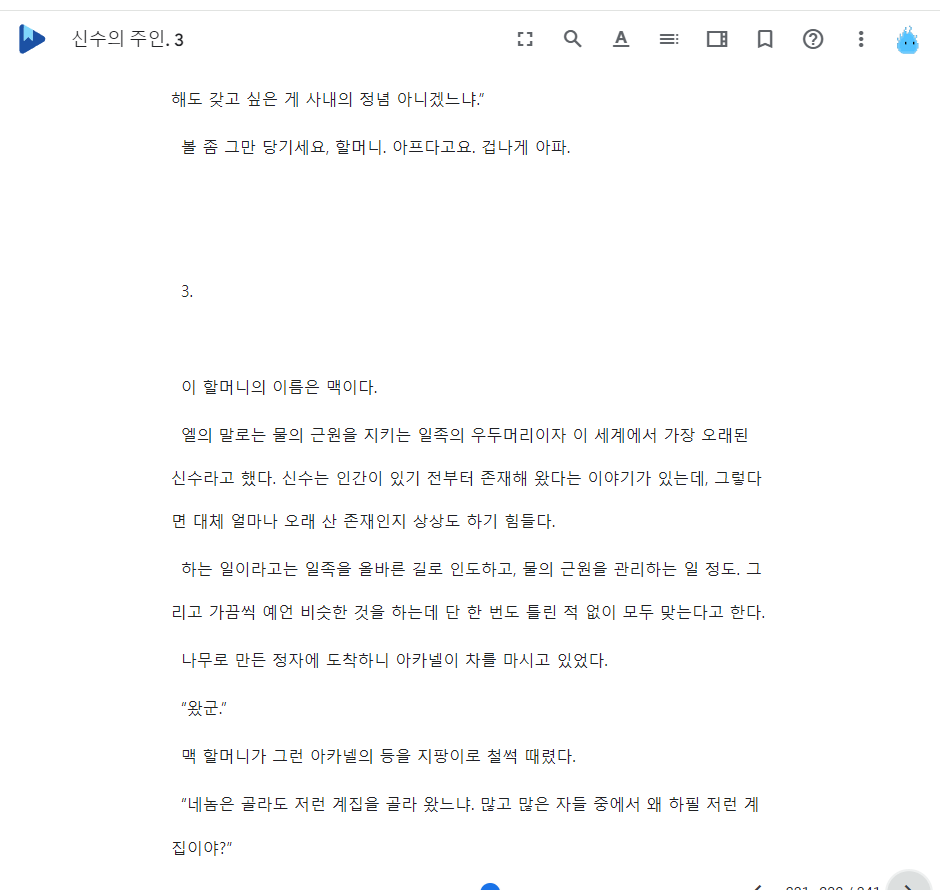 신수의 주인. 3
해도 갖고 싶은 게 사내의 정념 아니겠느냐.”
볼 좀 그만 당기세요, 할머니. 아프다고요. 겁나게 아파.
3.
이 할머니의 이름은 맥이다.
엘의 말로는 물의 근원을 지키는 일족의 우두머리이자 이 세계에서 가장 오래된
신수라고 했다. 신수는 인간이 있기 전부터 존재해 왔다는 이야기가 있는데, 그렇다
면 대체 얼마나 오래 산 존재인지 상상도 하기 힘들다.
하는 일이라고는 일족을 올바른 길로 인도하고, 물의 근원을 관리하는 일 정도. 그
리고 가끔씩 예언 비슷한 것을 하는데 단 한 번도 틀린 적 없이 모두 맞는다고 한다.
나무로 만든 정자에 도착하니 아카넬이 차를 마시고 있었다.
“왔군.”
맥 할머니가 그런 아카넬의 등을 지팡이로 철썩 때렸다.
“네놈은 골라도 저런 계집을 골라 왔느냐. 많고 많은 자들 중에서 왜 하필 저런 계
집이야?”